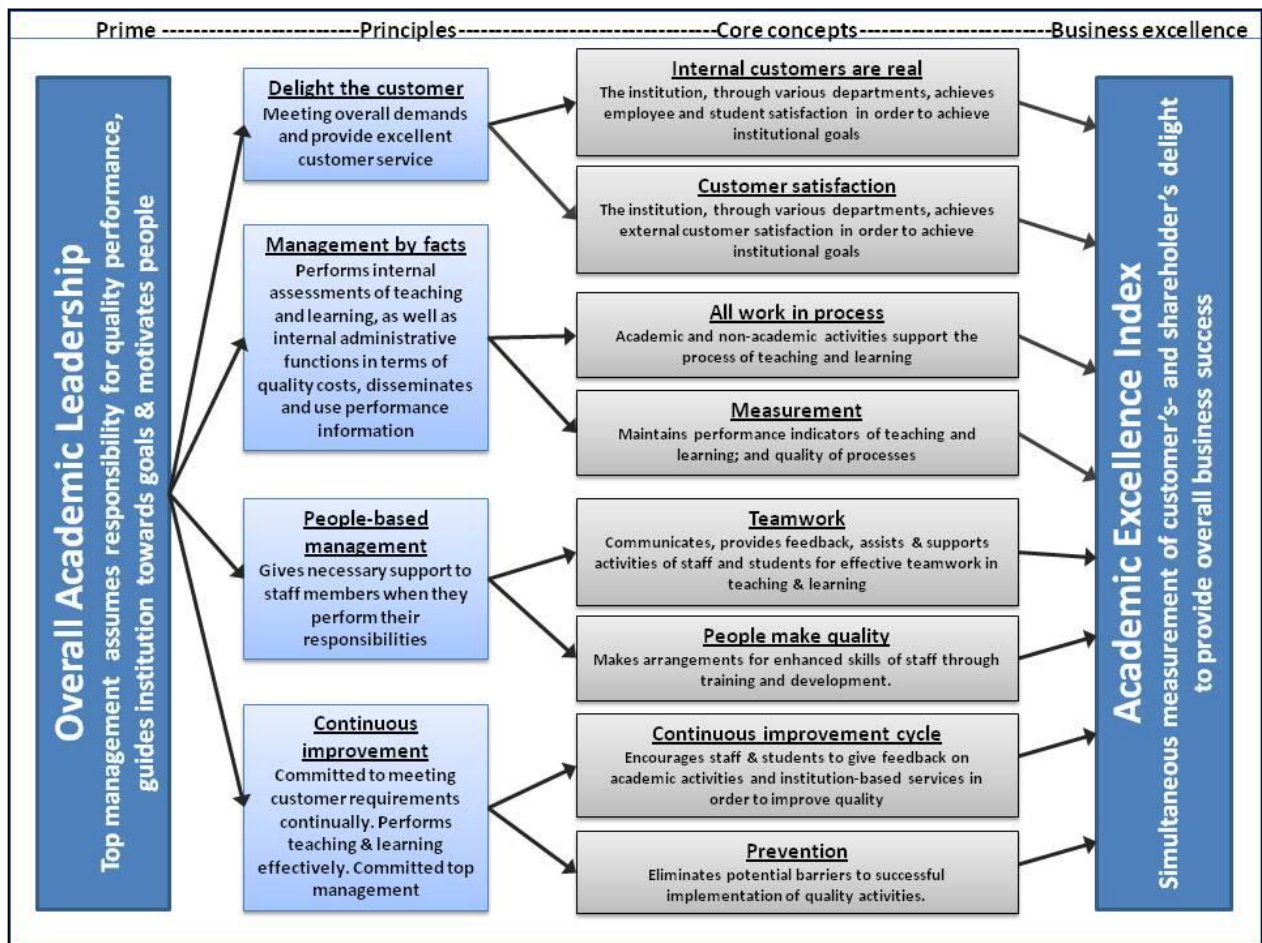 Prime ------------------------Principles--------------------------------Core concepts------------------------Business excellence
Overall Academic Leadership
Top management assumes responsibility for quality performance,
guides institution towards goals & motivates people
Delight the customer
Meeting overall demands
and provide excellent
customer service
Management by facts
Performs internal
assessments of teaching
and learning, as well as
internal administrative
functions in terms of
quality costs, disseminates
and use performance
information
People-based
management
Gives necessary support to
staff members when they
perform their
responsibilities
Continuous
improvement
Committed to meeting
customer requirements
continually. Performs
teaching & learning
effectively. Committed top
management
Internal customers are real
The institution, through various departments, achieves
employee and student satisfaction in order to achieve
institutional goals
Customer satisfaction
The institution, through various departments, achieves
external customer satisfaction in order to achieve
institutional goals
All work in process
Academic and non-academic activities support the
process of teaching and learning
Measurement
Maintains performance indicators of teaching and
learning; and quality of processes
Teamwork
Communicates, provides feedback, assists & supports
activities of staff and students for effective teamwork in
teaching & learning
People make quality
Makes arrangements for enhanced skills of staff through
training and development.
Continuous improvement cycle
Encourages staff & students to give feedback on
academic activities and institution-based services in
order to improve quality
Prevention
Eliminates potential barriers to successful
implementation of quality activities.
Academic Excellence Index
Simultaneous measurement of customer's- and shareholder's delight
to provide overall business success